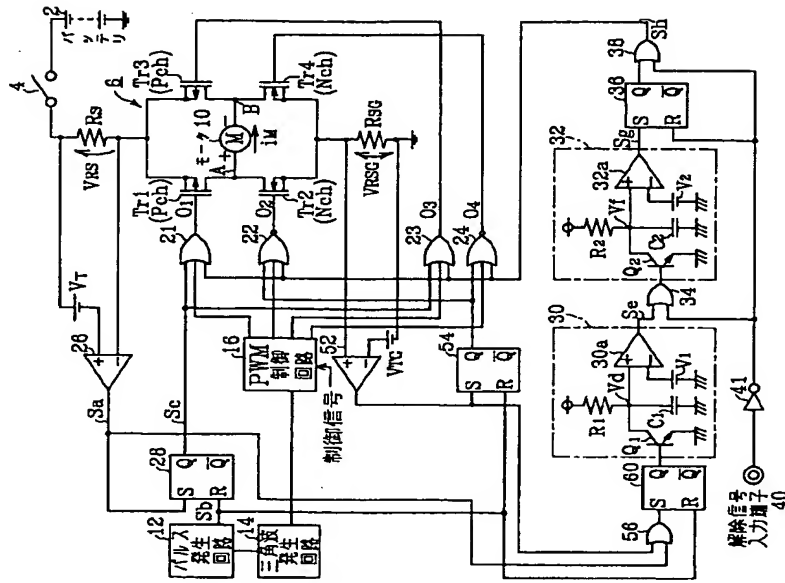 2
バッテリ
4
RS
VRS
VT
6
Tr1
(Pch)
Tr3
(Pch)
モータ 10
M
A
+
−
B
iM
Tr2
(Nch)
Tr4
(Nch)
RSG
VRSG
26
Sa
Sc
28
S Q
R Q̅
Sb
12
パルス
発生
回路
14
三角波
発生
回路
16
PWM
制御
回路
制御信号
21
O1
22
O2
23
O3
24
O4
52
VTG
54
S Q
R Q̅
56
60
S Q
R Q̅
30
Q1
R1
C1
Vd
30a
V1
Se
34
32
Q2
R2
C2
Vf
32a
V2
Sg
36
S Q
R Q̅
38
Sh
41
解除信号
入力端子
40